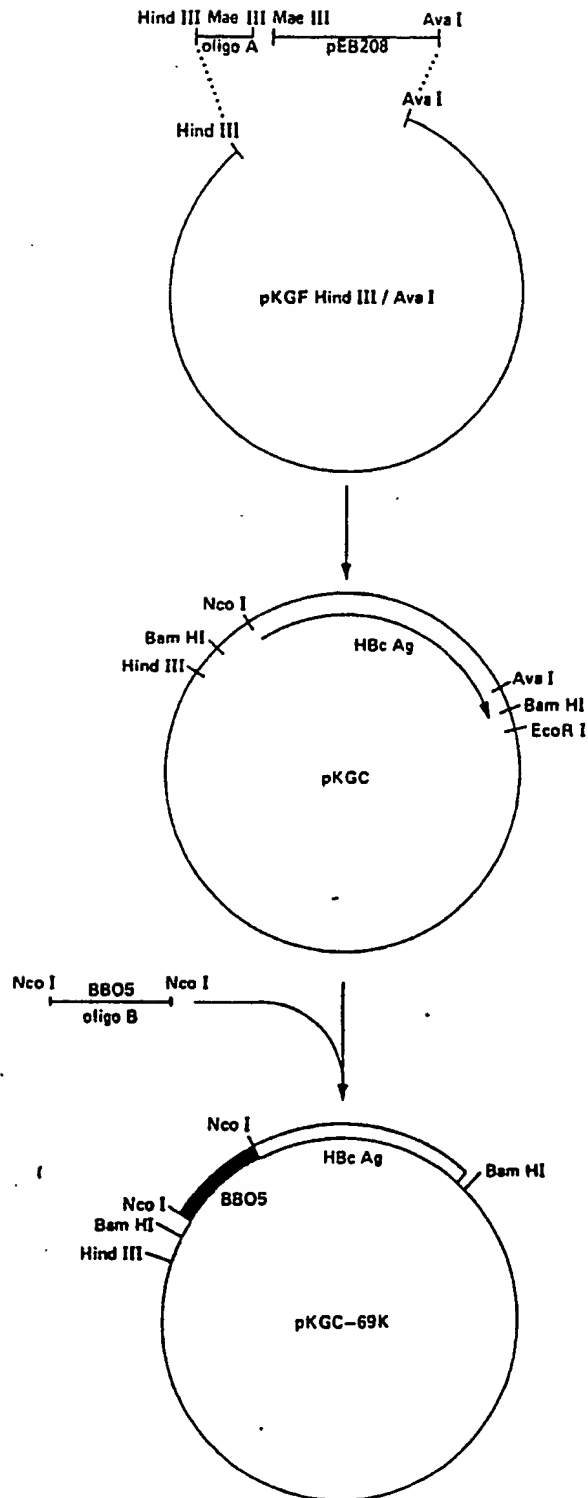 Hind III Mae III Mae III Ava I
oligo A pEB208
Ava I
Hind III
pKGF Hind III / Ava I
Nco I
Bam HI
HBc Ag
Hind III
Ava I
Bam HI
EcoR I
pKGC
Nco I BBO5 Nco I
oligo B
Nco I
HBc Ag
Bam HI
Nco I
BBO5
Bam HI
Hind III
pKGC-69K